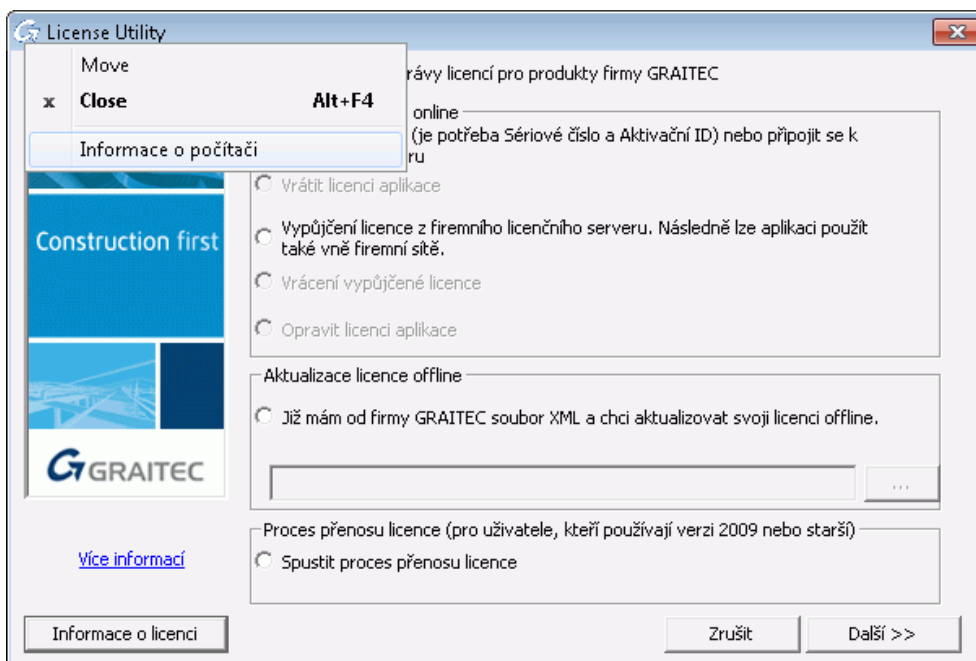 License Utility
Move
x Close Alt+F4
Informace o počítači
rávy licencí pro produkty firmy GRAITEC
online
(je potřeba Sériové číslo a Aktivační ID) nebo připojit se k
ru
Vrátit licenci aplikace
Vypůjčení licence z firemního licenčního serveru. Následně lze aplikaci použít
také vně firemní sítě.
Vrácení vypůjčené licence
Opravit licenci aplikace
Construction first
GRAITEC
Aktualizace licence offline
Již mám od firmy GRAITEC soubor XML a chci aktualizovat svoji licenci offline.
...
Proces přenosu licence (pro uživatele, kteří používají verzi 2009 nebo starší)
Spustit proces přenosu licence
Více informací
Informace o licenci
Zrušit
Další >>